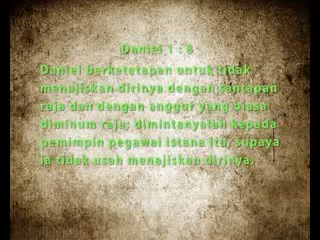 Daniel 1 : 8
Daniel berketetapan untuk tidak
menajiskan dirinya dengan santapan
raja dan dengan anggur yang biasa
diminum raja; dimintanyalah kepada
pemimpin pegawai istana itu, supaya
ia tidak usah menajiskan dirinya.